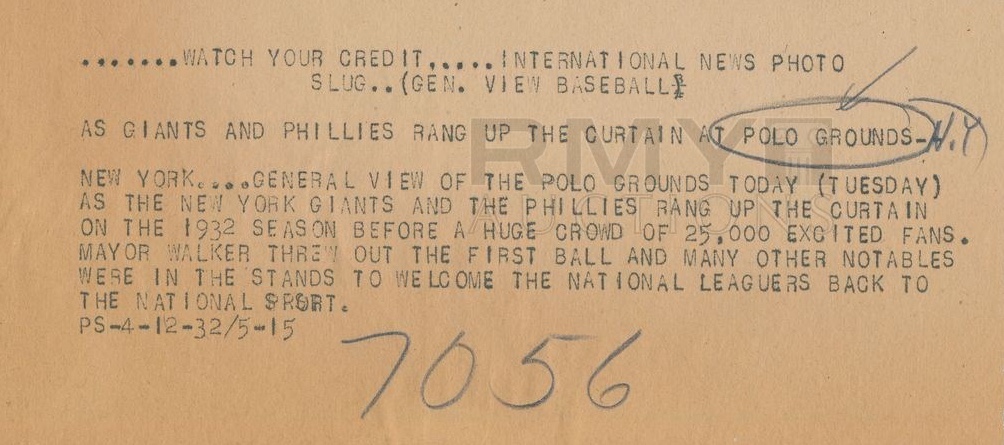 .......WATCH YOUR CREDIT.....INTERNATIONAL NEWS PHOTO
SLUG..(GEN. VIEW BASEBALL)
AS GIANTS AND PHILLIES RANG UP THE CURTAIN AT POLO GROUNDS-N.Y
NEW YORK....GENERAL VIEW OF THE POLO GROUNDS TODAY (TUESDAY)
AS THE NEW YORK GIANTS AND THE PHILLIES RANG UP THE CURTAIN
ON THE 1932 SEASON BEFORE A HUGE CROWD OF 25,000 EXCITED FANS.
MAYOR WALKER THREW OUT THE FIRST BALL AND MANY OTHER NOTABLES
WERE IN THE STANDS TO WELCOME THE NATIONAL LEAGUERS BACK TO
THE NATIONAL SPORT.
PS-4-12-32/5-15
7056
RMY
AUCTIONS